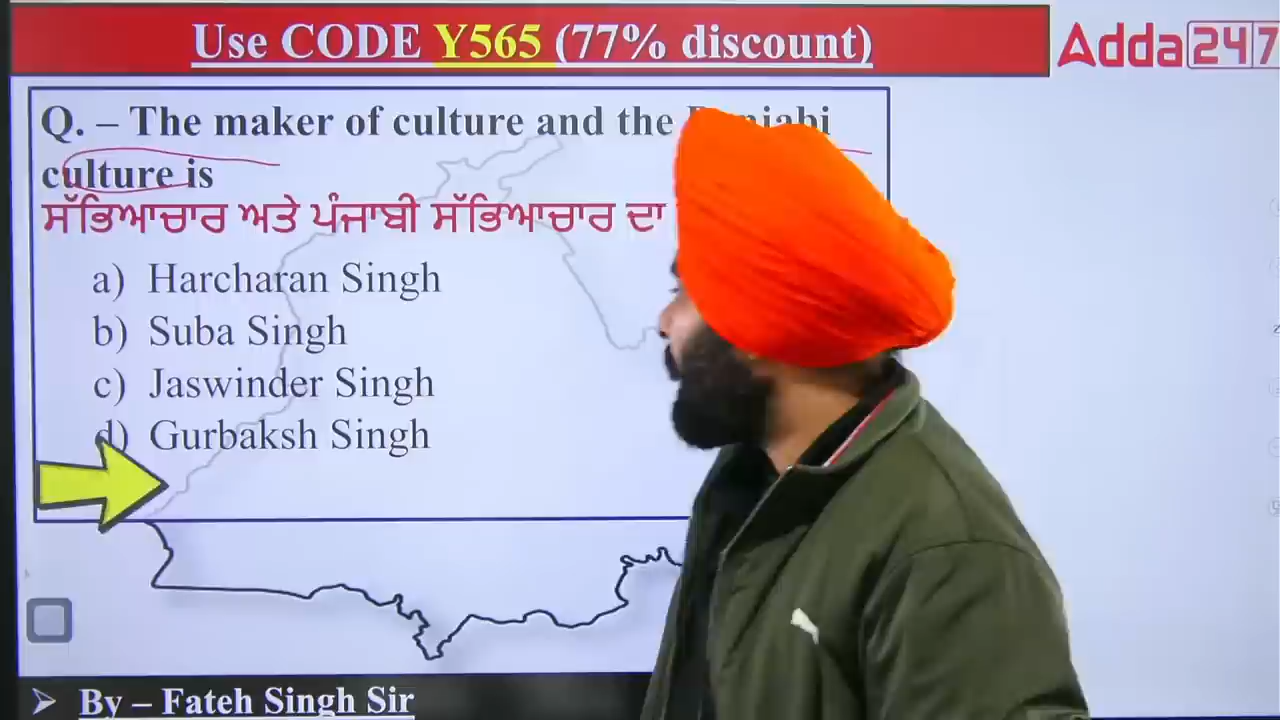 Use CODE Y565 (77% discount)
Adda247
Q. – The maker of culture and the Punjabi
culture is
ਸੱਭਿਆਚਾਰ ਅਤੇ ਪੰਜਾਬੀ ਸੱਭਿਆਚਾਰ ਦਾ
a) Harcharan Singh
b) Suba Singh
c) Jaswinder Singh
d) Gurbaksh Singh
➤ By – Fateh Singh Sir